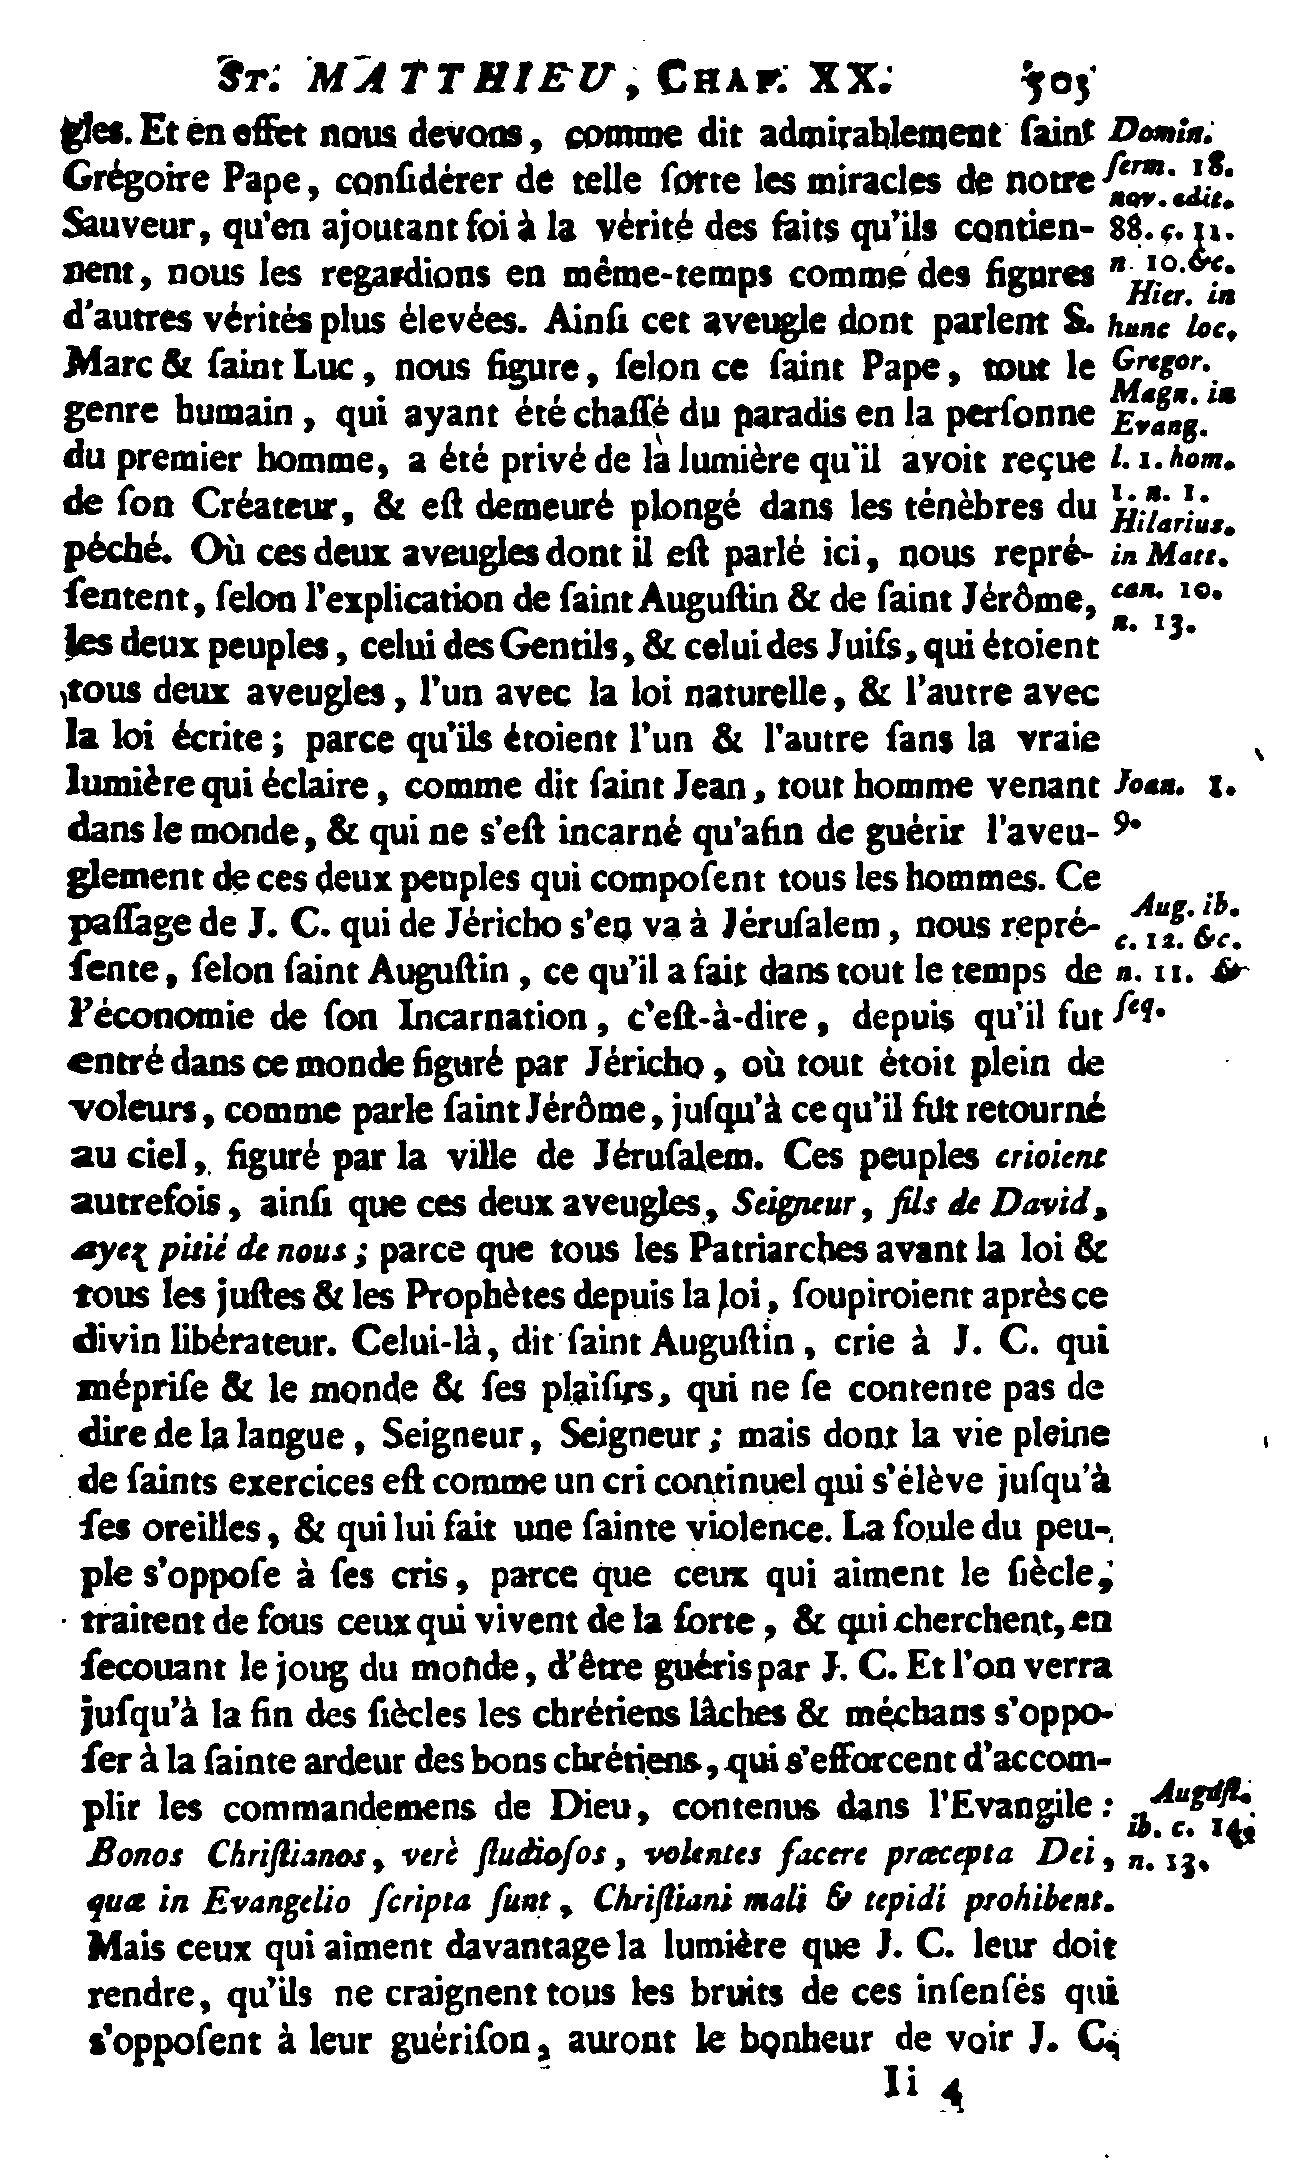 ST. MATTHIEU, CHAP. XX. 505
gles. Et en effet nous devons, comme dit admirablement ſaint
Grégoire Pape, conſidérer de telle ſorte les miracles de notre
Sauveur, qu'en ajoutant foi à la vérité des faits qu'ils contien-
nent, nous les regardions en même-temps comme des figures
d'autres vérités plus élevées. Ainſi cet aveugle dont parlent S.
Marc & ſaint Luc, nous figure, ſelon ce ſaint Pape, tout le
genre humain, qui ayant été chaſſé du paradis en la perſonne
du premier homme, a été privé de la lumière qu'il avoit reçue
de ſon Créateur, & eſt demeuré plongé dans les ténèbres du
péché. Où ces deux aveugles dont il eſt parlé ici, nous repré-
ſentent, ſelon l'explication de ſaint Auguſtin & de ſaint Jérôme,
les deux peuples, celui des Gentils, & celui des Juifs, qui étoient
tous deux aveugles, l'un avec la loi naturelle, & l'autre avec
la loi écrite; parce qu'ils étoient l'un & l'autre ſans la vraie
lumière qui éclaire, comme dit ſaint Jean, tout homme venant
dans le monde, & qui ne s'eſt incarné qu'afin de guérir l'aveu-
glement de ces deux peuples qui compoſent tous les hommes. Ce
paſſage de J. C. qui de Jéricho s'en va à Jéruſalem, nous repré-
ſente, ſelon ſaint Auguſtin, ce qu'il a fait dans tout le temps de
l'économie de ſon Incarnation, c'eſt-à-dire, depuis qu'il fut
entré dans ce monde figuré par Jéricho, où tout étoit plein de
voleurs, comme parle ſaint Jérôme, juſqu'à ce qu'il fût retourné
au ciel, figuré par la ville de Jéruſalem. Ces peuples crioient
autrefois, ainſi que ces deux aveugles, Seigneur, fils de David,
ayez pitié de nous; parce que tous les Patriarches avant la loi &
tous les juſtes & les Prophètes depuis la loi, ſoupiroient après ce
divin libérateur. Celui-là, dit ſaint Auguſtin, crie à J. C. qui
mépriſe & le monde & ſes plaiſirs, qui ne ſe contente pas de
dire de la langue, Seigneur, Seigneur; mais dont la vie pleine
de ſaints exercices eſt comme un cri continuel qui s'élève juſqu'à
ſes oreilles, & qui lui fait une ſainte violence. La foule du peu-
ple s'oppoſe à ſes cris, parce que ceux qui aiment le ſiècle,
traitent de fous ceux qui vivent de la ſorte, & qui cherchent, en
ſecouant le joug du monde, d'être guéris par J. C. Et l'on verra
juſqu'à la fin des ſiècles les chrétiens lâches & méchans s'oppo-
ſer à la ſainte ardeur des bons chrétiens, qui s'efforcent d'accom-
plir les commandemens de Dieu, contenus dans l'Evangile:
Bonos Chriſtianos, verè ſtudioſos, volentes facere præcepta Dei,
quæ in Evangelio ſcripta ſunt, Chriſtiani mali & tepidi prohibent.
Mais ceux qui aiment davantage la lumière que J. C. leur doit
rendre, qu'ils ne craignent tous les bruits de ces inſenſés qui
s'oppoſent à leur guériſon, auront le bonheur de voir J. C.
Ii 4
Domin.
ſerm. 18.
nov. edit.
88. c. 11.
n. 10. &c.
Hier. in
hunc loc.
Gregor.
Magn. in
Evang.
l. 1. hom.
1. n. 1.
Hilarius.
in Matt.
can. 10.
n. 13.
Joan. 1.
9.
Aug. ib.
c. 12. &c.
n. 11. &
ſeq.
Auguſt.
ib. c. 14.
n. 13.